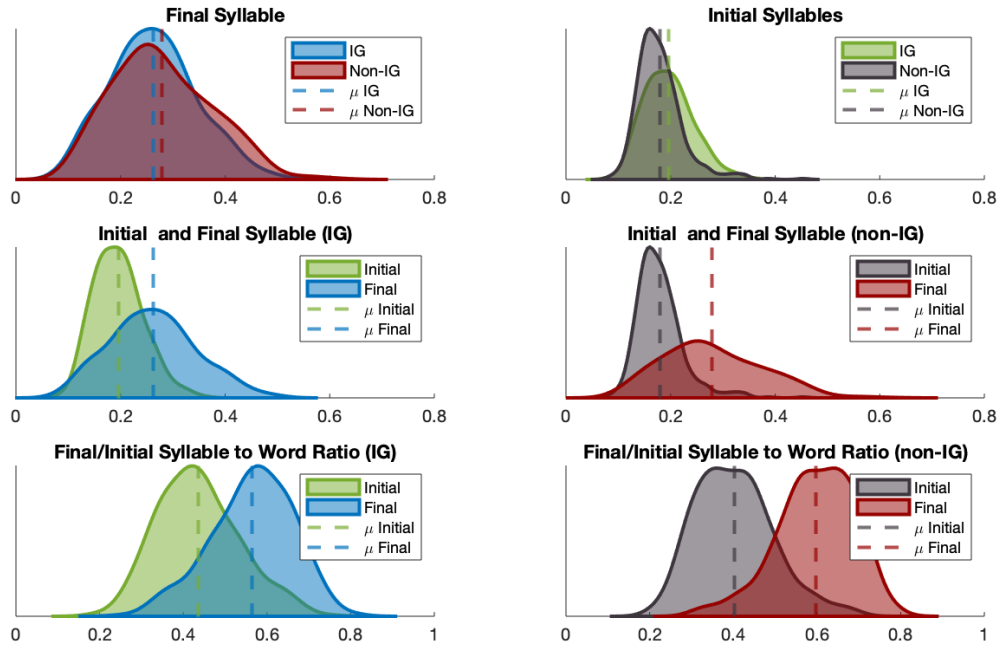 Final Syllable
IG
Non-IG
μ IG
μ Non-IG
0 0.2 0.4 0.6 0.8
Initial Syllables
IG
Non-IG
μ IG
μ Non-IG
0 0.2 0.4 0.6 0.8
Initial and Final Syllable (IG)
Initial
Final
μ Initial
μ Final
0 0.2 0.4 0.6 0.8
Initial and Final Syllable (non-IG)
Initial
Final
μ Initial
μ Final
0 0.2 0.4 0.6 0.8
Final/Initial Syllable to Word Ratio (IG)
Initial
Final
μ Initial
μ Final
0 0.2 0.4 0.6 0.8 1
Final/Initial Syllable to Word Ratio (non-IG)
Initial
Final
μ Initial
μ Final
0 0.2 0.4 0.6 0.8 1